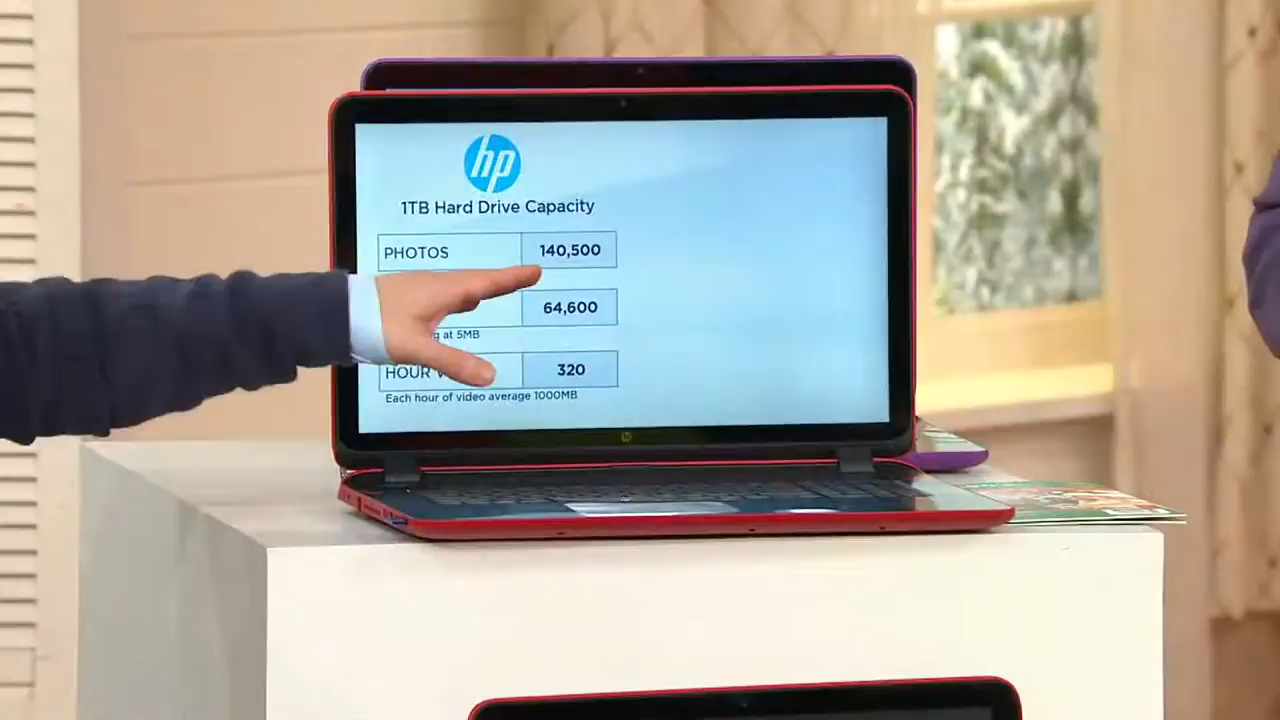 hp
1TB Hard Drive Capacity
PHOTOS 140,500
64,600
at 5MB
HOUR 320
Each hour of video average 1000MB
hp